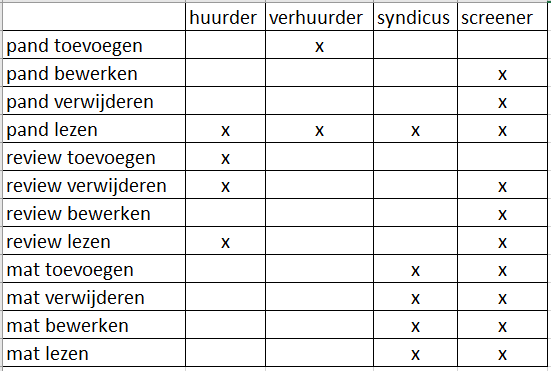 huurder verhuurder syndicus screener
pand toevoegen x
pand bewerken x
pand verwijderen x
pand lezen x x x x
review toevoegen x
review verwijderen x x
review bewerken x
review lezen x x
mat toevoegen x x
mat verwijderen x x
mat bewerken x x
mat lezen x x